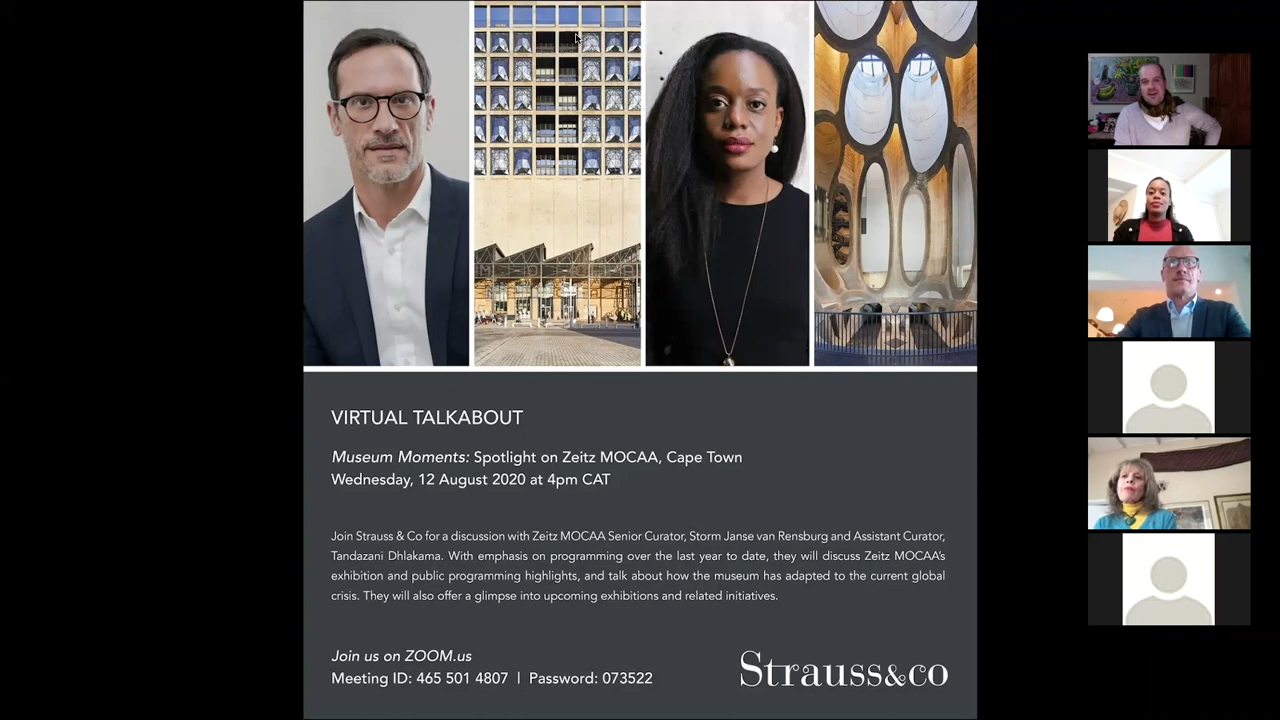 VIRTUAL TALKABOUT
Museum Moments: Spotlight on Zeitz MOCAA, Cape Town
Wednesday, 12 August 2020 at 4pm CAT
Join Strauss & Co for a discussion with Zeitz MOCAA Senior Curator, Storm Janse van Rensburg and Assistant Curator,
Tandazani Dhlakama. With emphasis on programming over the last year to date, they will discuss Zeitz MOCAA's
exhibition and public programming highlights, and talk about how the museum has adapted to the current global
crisis. They will also offer a glimpse into upcoming exhibitions and related initiatives.
Join us on ZOOM.us
Meeting ID: 465 501 4807 | Password: 073522
Strauss&co